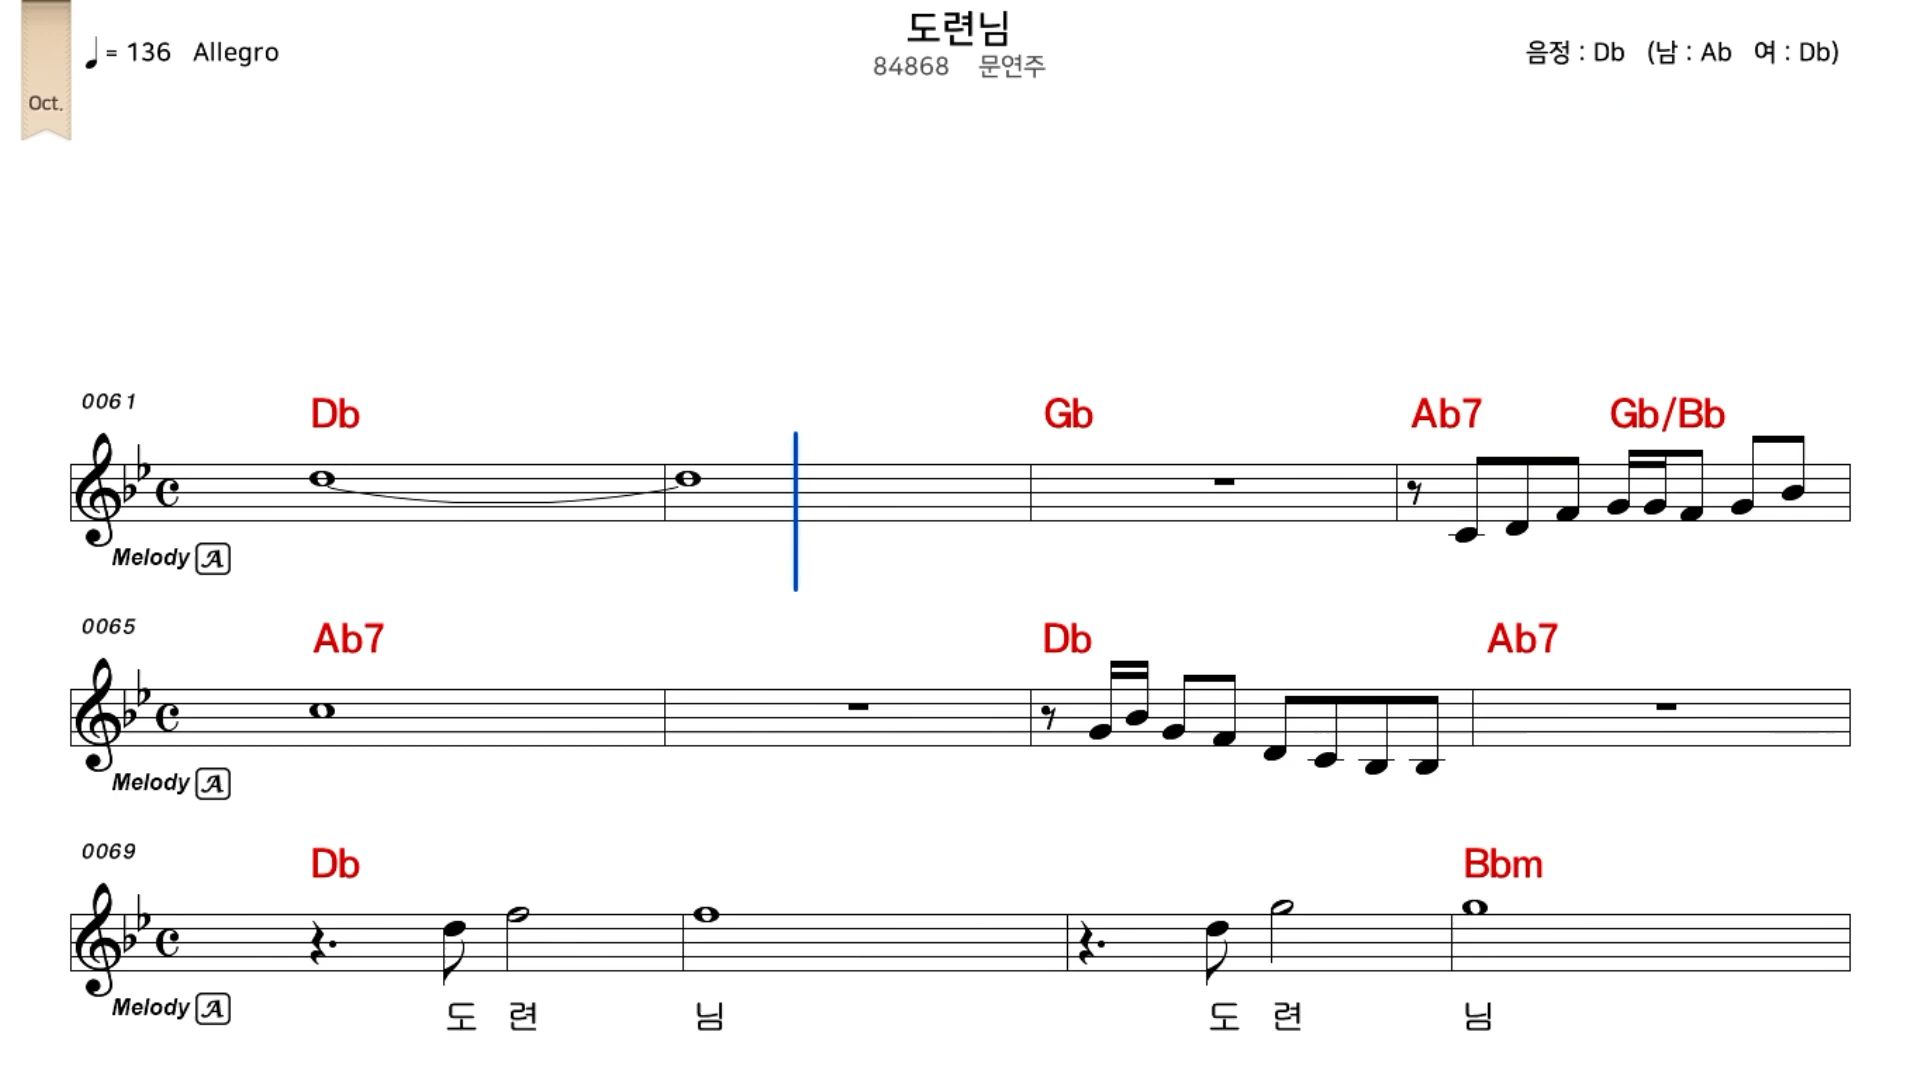 도련님
♩ = 136 Allegro
84868 문연주
음정 : Db (남 : Ab 여 : Db)
Oct.
0061
Db Gb Ab7 Gb/Bb
Melody A
0065
Ab7 Db Ab7
Melody A
0069
Db Bbm
Melody A
도 련 님 도 련 님